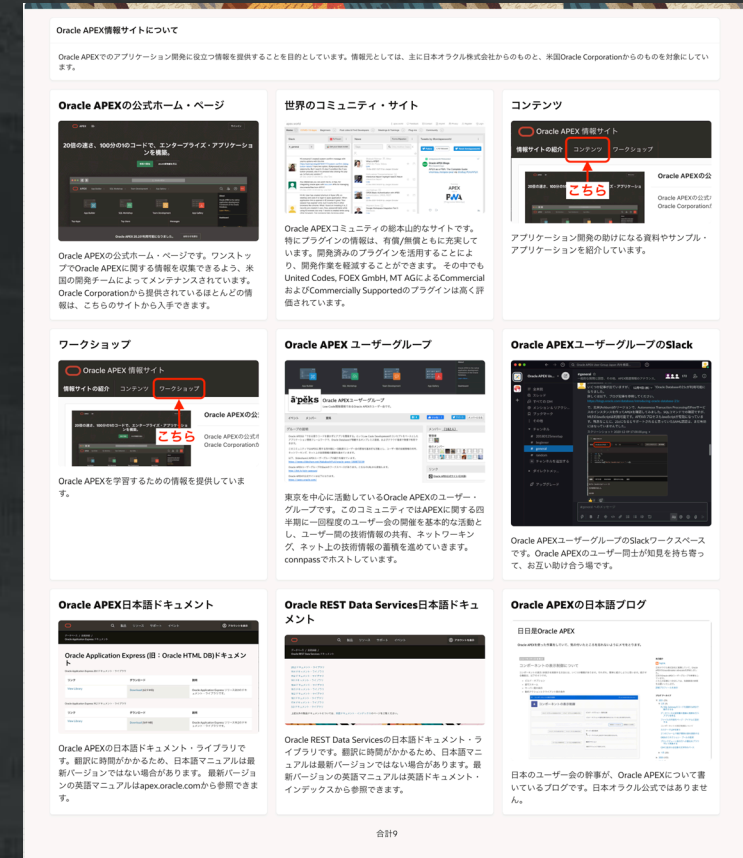 Oracle APEX情報サイトについて
Oracle APEXでのアプリケーション開発に役立つ情報を提供することを目的としています。情報元としては、主に日本オラクル株式会社からのものと、米国Oracle Corporationからのものを対象にしてい
ます。
Oracle APEXの公式ホーム・ページ
20倍の速さ、100分の1のコードで、エンタープライズ・アプリケーショ
ンを構築。
Oracle APEXの公式ホーム・ページです。ワンストッ
プでOracle APEXに関する情報を収集できるよう、米
国の開発チームによってメンテナンスされています。
Oracle Corporationから提供されているほとんどの情
報は、こちらのサイトから入手できます。
世界のコミュニティ・サイト
APEX
Oracle APEXコミュニティの総本山的なサイトです。
特にプラグインの情報は、有償/無償ともに充実して
います。開発済みのプラグインを活用することによ
り、開発作業を軽減することができます。 その中でも
United Codes, FOEX GmbH, MT AGによるCommercial
およびCommercially Supportedのプラグインは高く評
価されています。
コンテンツ
Oracle APEX 情報サイト
情報サイトの紹介 コンテンツ ワークショップ
こちら
Oracle APEXの公
Oracle APEXの公式
Oracle Corporation
アプリケーション開発の助けになる資料やサンプル・
アプリケーションを紹介しています。
ワークショップ
Oracle APEX 情報サイト
情報サイトの紹介 コンテンツ ワークショップ
こちら
Oracle APEXの公
Oracle APEXの公式
Oracle Corporation
Oracle APEXを学習するための情報を提供していま
す。
Oracle APEX ユーザーグループ
Oracle APEXユーザーグループ
東京を中心に活動しているOracle APEXのユーザー・
グループです。このコミュニティではAPEXに関する四
半期に一回程度のユーザー会の開催を基本的な活動と
し、ユーザー間の技術情報の共有、ネットワーキン
グ、ネット上の技術情報の蓄積を進めていきます。
connpassでホストしています。
Oracle APEXユーザーグループのSlack
Oracle APEXユーザーグループのSlackワークスペース
です。Oracle APEXのユーザー同士が知見を持ち寄っ
て、お互い助け合う場です。
Oracle APEX日本語ドキュメント
Oracle Application Express (旧：Oracle HTML DB)ドキュメン
ト
Oracle APEXの日本語ドキュメント・ライブラリで
す。翻訳に時間がかかるため、日本語マニュアルは最
新バージョンではない場合があります。 最新バージョ
ンの英語マニュアルはapex.oracle.comから参照できま
す。
Oracle REST Data Services日本語ドキュ
メント
Oracle REST Data Servicesの日本語ドキュメント・ラ
イブラリです。翻訳に時間がかかるため、日本語マニ
ュアルは最新バージョンではない場合があります。最
新バージョンの英語マニュアルは英語ドキュメント・
インデックスから参照できます。
Oracle APEXの日本語ブログ
日日是Oracle APEX
コンポーネントの表示制限について
日本のユーザー会の幹事が、Oracle APEXについて書
いているブログです。日本オラクル公式ではありませ
ん。
合計9